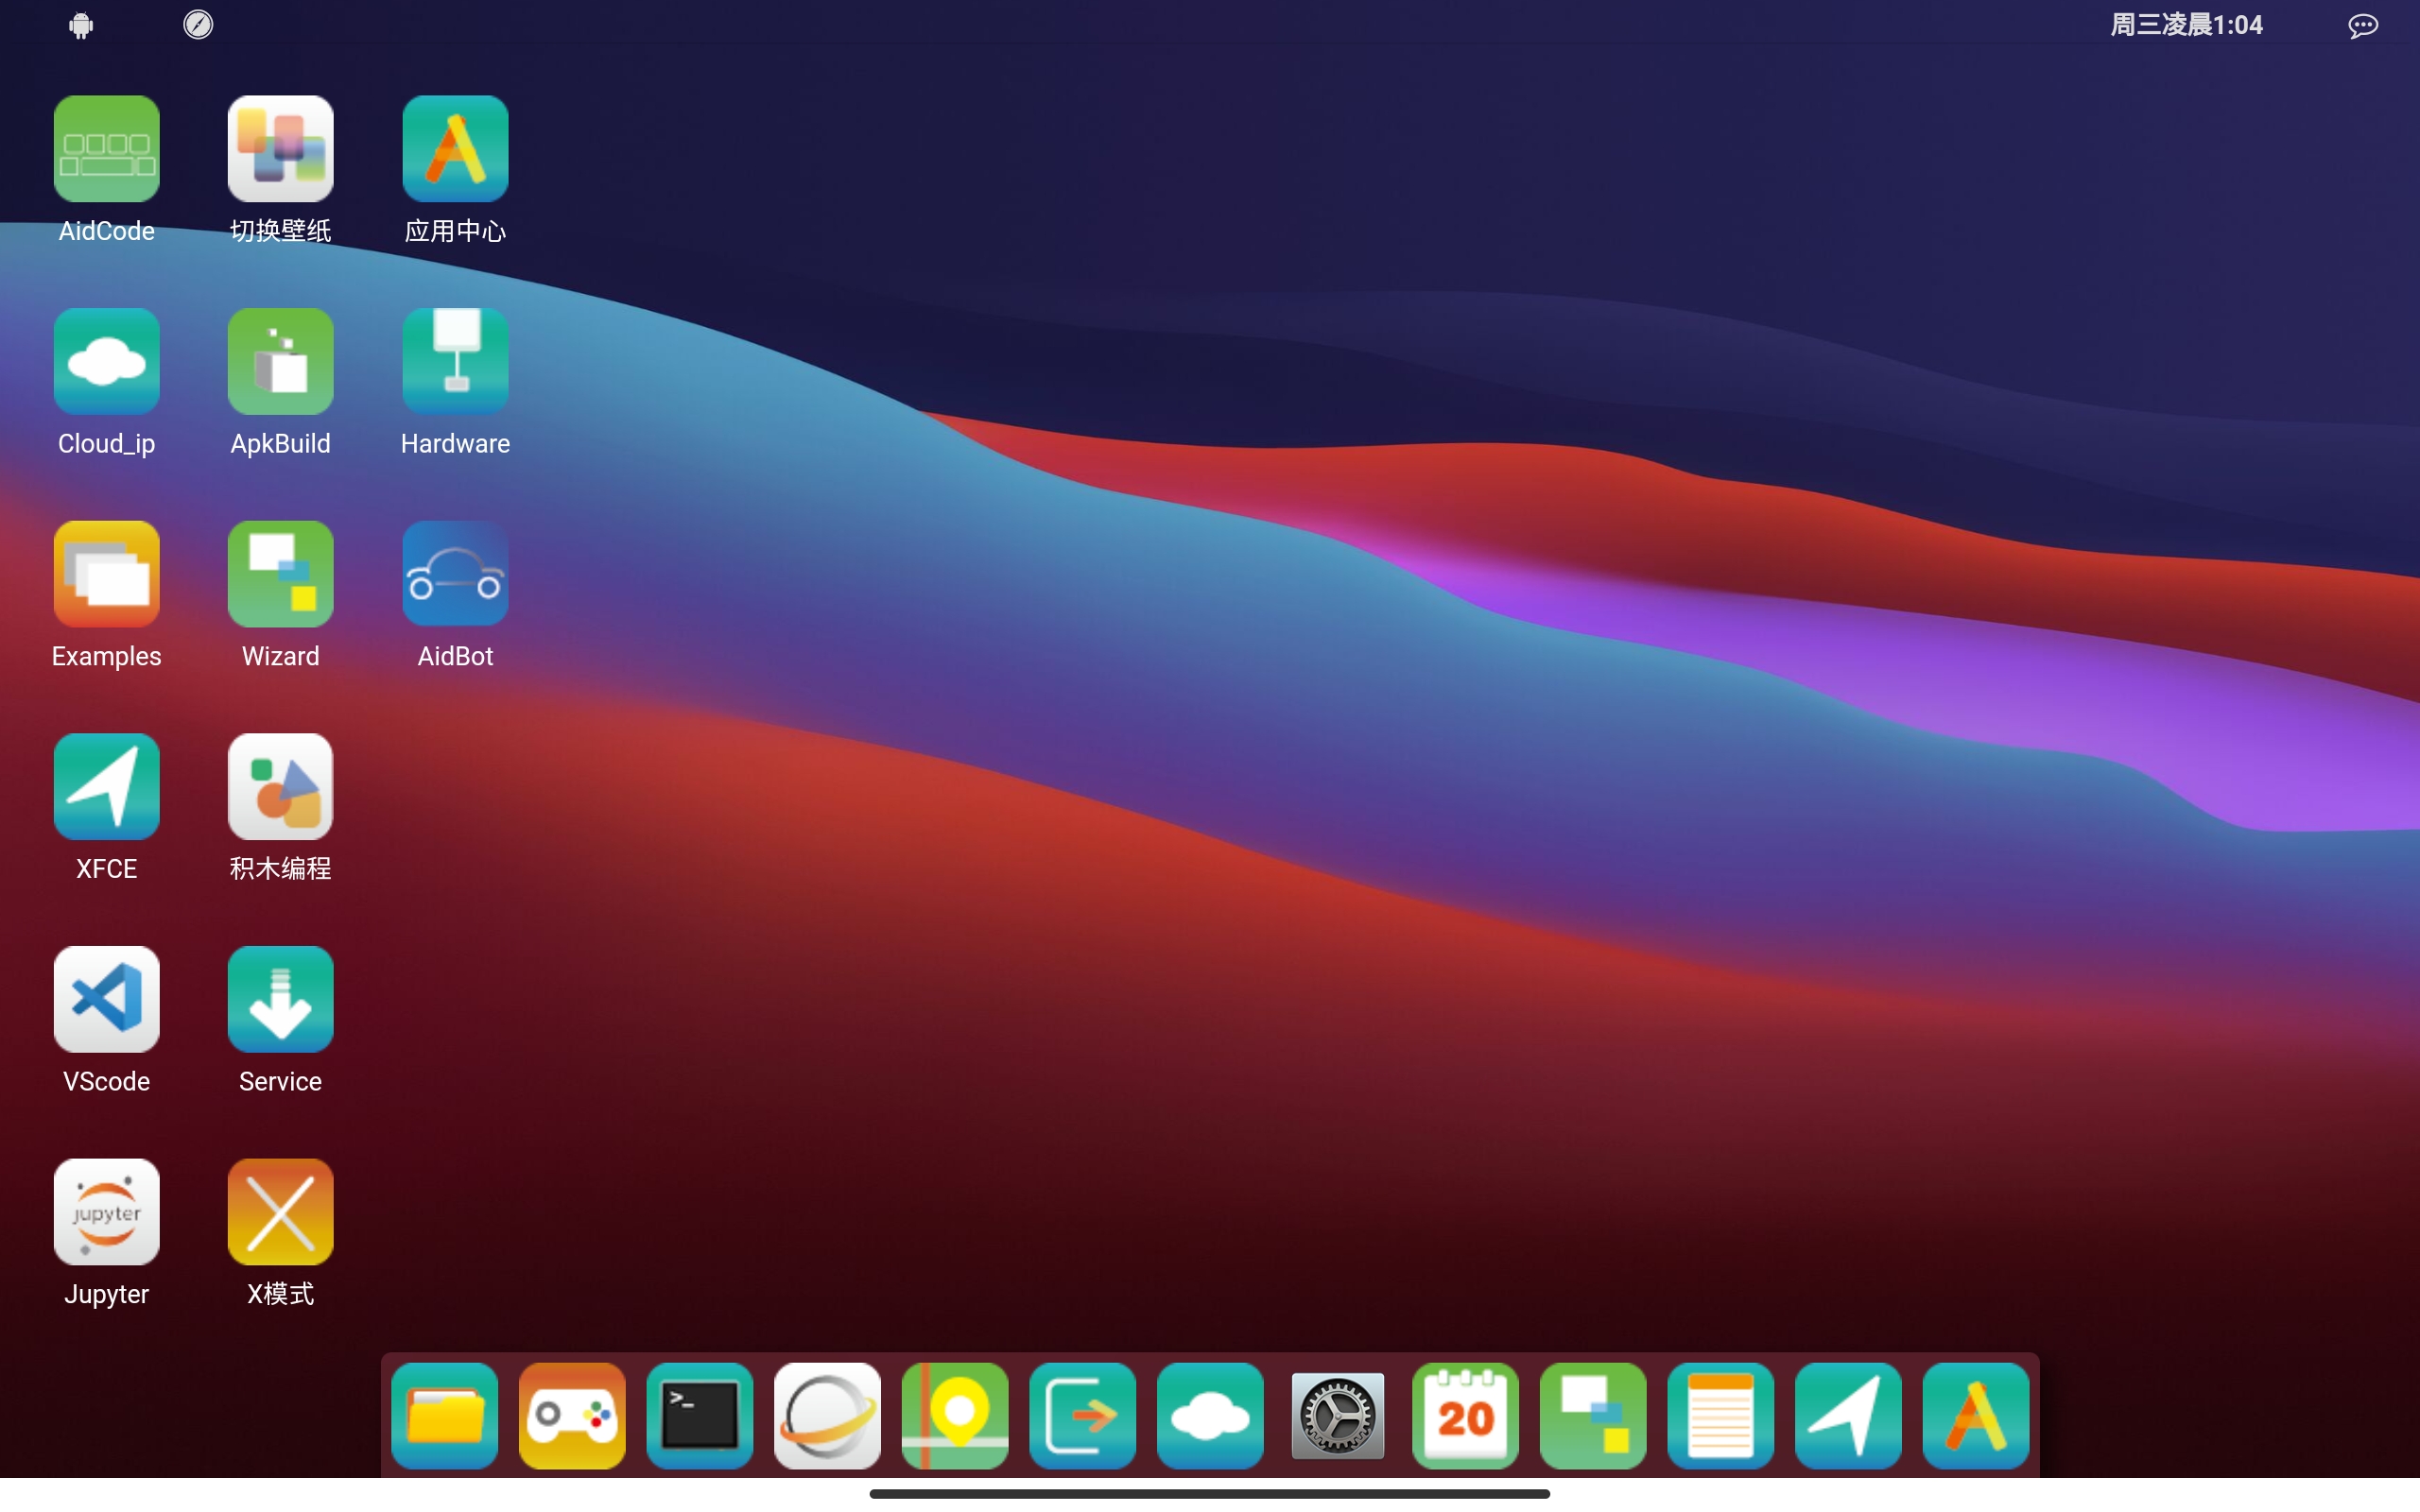 周三凌晨1:04
AidCode 切换壁纸 应用中心
Cloud_ip ApkBuild Hardware
Examples Wizard AidBot
XFCE 积木编程
VScode Service
jupyter
Jupyter X模式
>_ 20